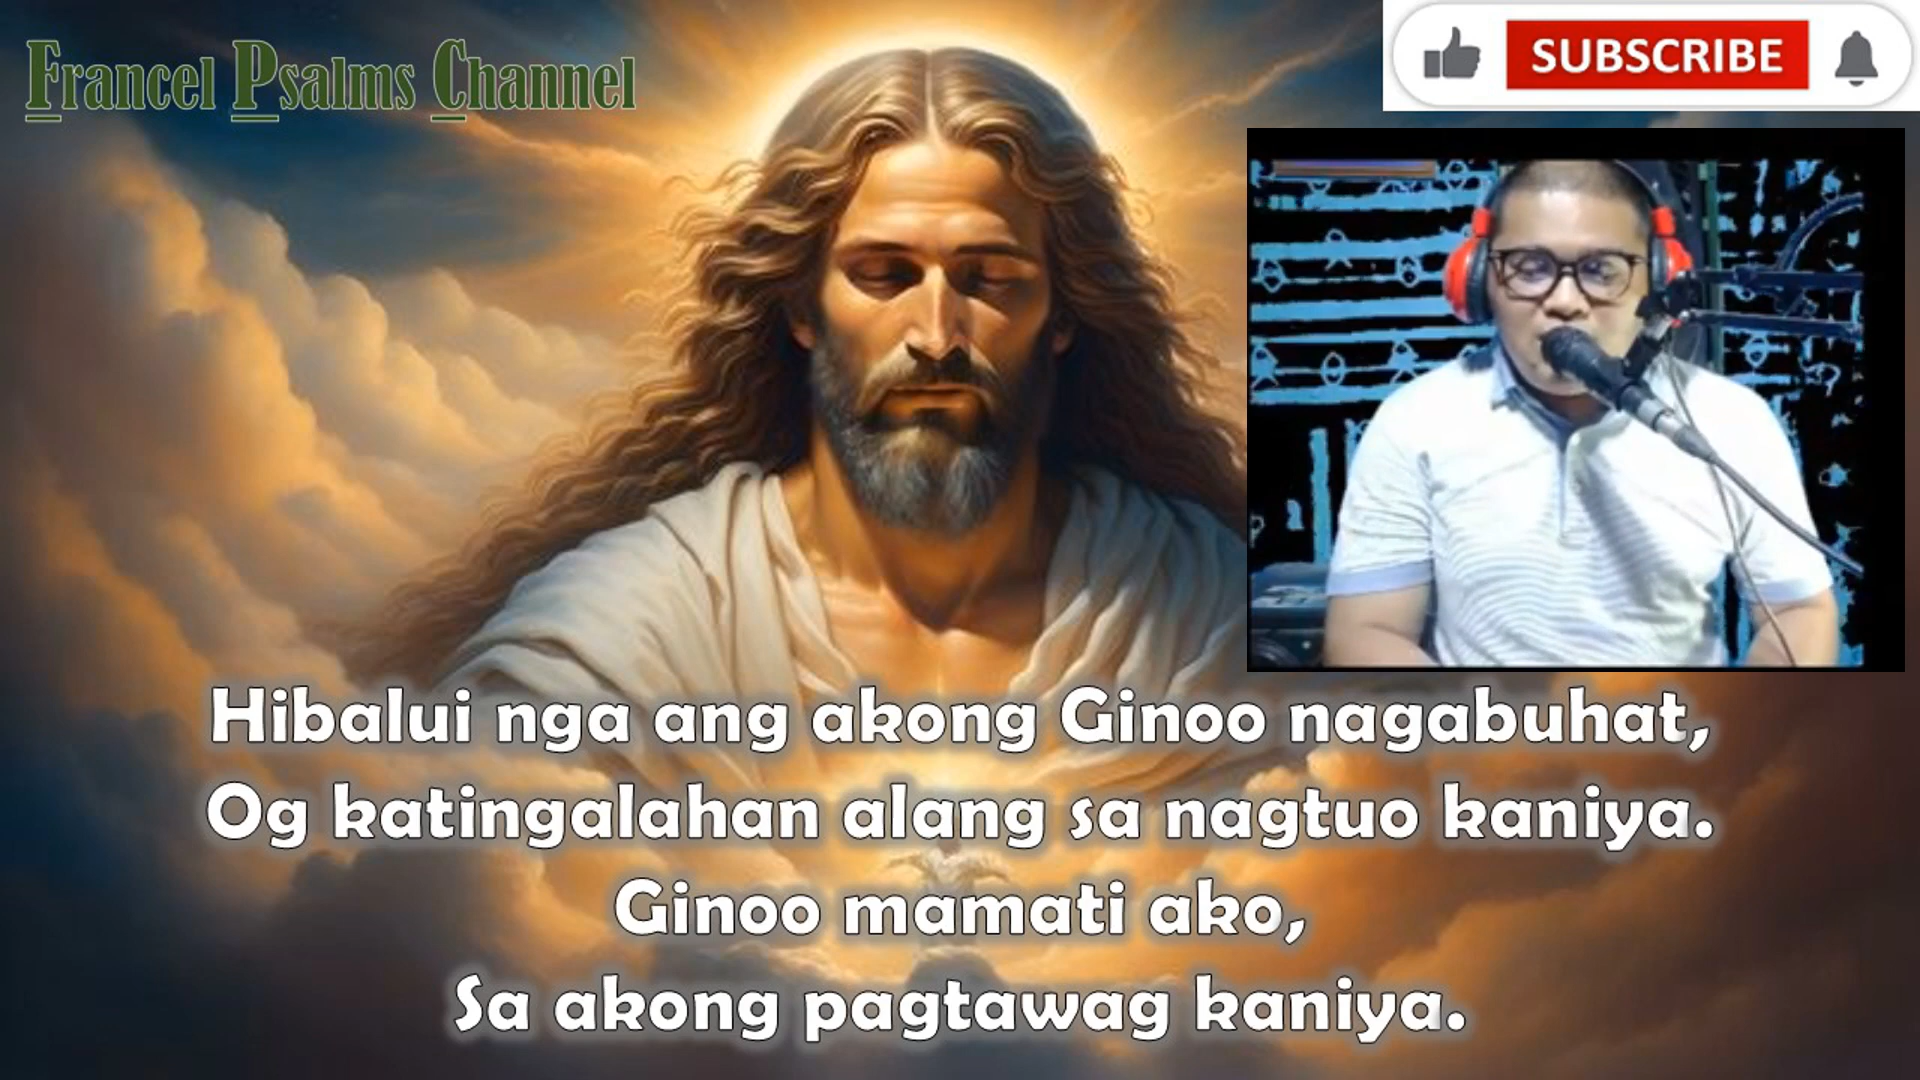 Francel Psalms Channel
SUBSCRIBE
Hibalui nga ang akong Ginoo nagabuhat,
Og katingalahan alang sa nagtuo kaniya.
Ginoo mamati ako,
Sa akong pagtawag kaniya.